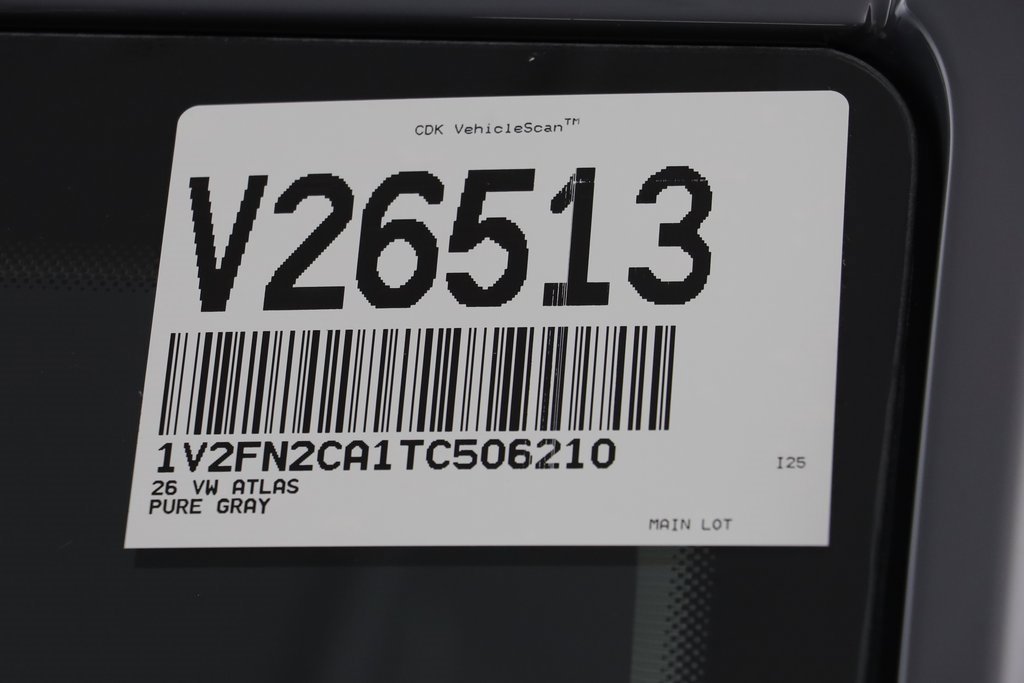 CDK VehicleScan™
V26513
1V2FN2CA1TC506210
I25
26 VW ATLAS
PURE GRAY
MAIN LOT